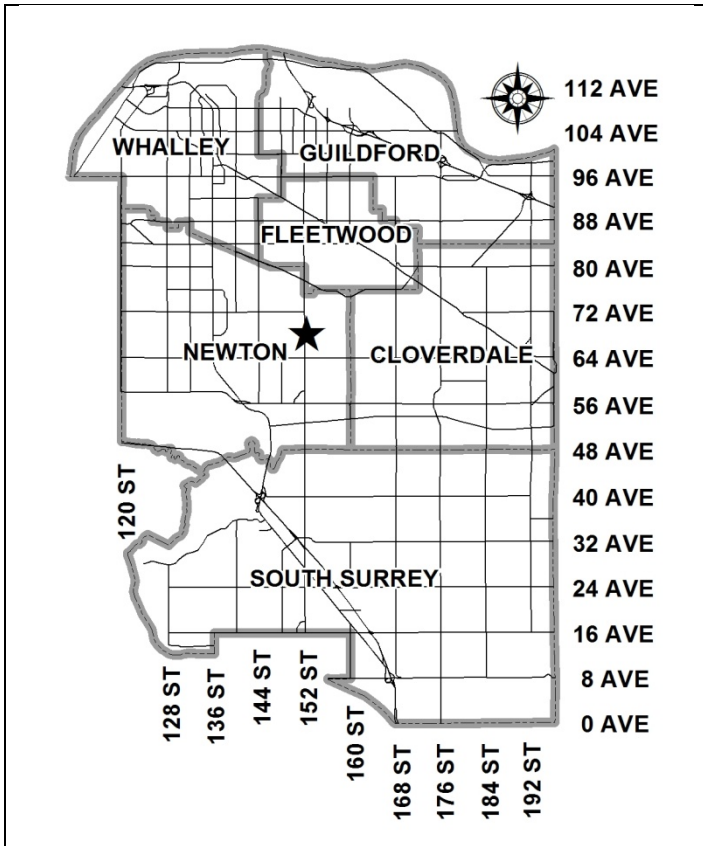 112 AVE
104 AVE
WHALLEY
GUILDFORD
96 AVE
88 AVE
FLEETWOOD
80 AVE
72 AVE
NEWTON
CLOVERDALE
64 AVE
56 AVE
48 AVE
120 ST
40 AVE
32 AVE
SOUTH SURREY
24 AVE
16 AVE
8 AVE
0 AVE
128 ST
136 ST
144 ST
152 ST
160 ST
168 ST
176 ST
184 ST
192 ST